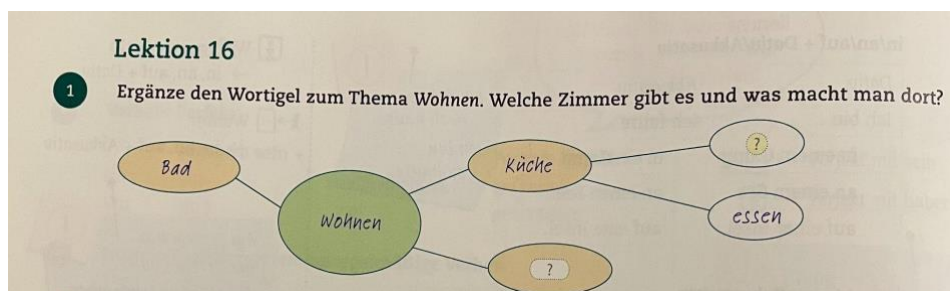 Lektion 16
1 Ergänze den Wortigel zum Thema Wohnen. Welche Zimmer gibt es und was macht man dort?
?
Bad
Küche
wohnen
essen
?